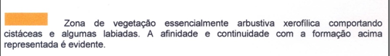 Zona de vegetação essencialmente arbustiva xerofílica comportando
cistáceas e algumas labiadas. A afinidade e continuidade com a formação acima
representada é evidente.